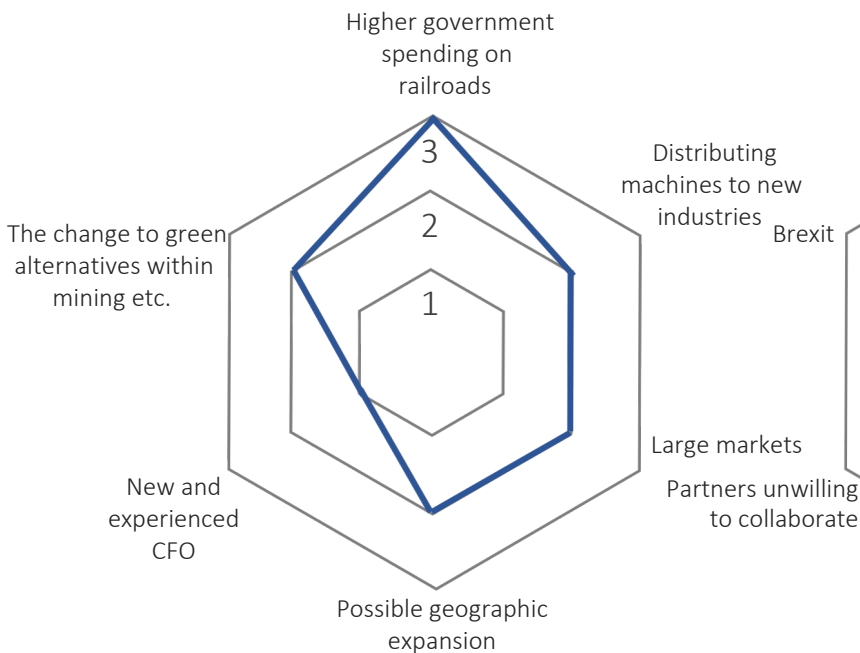 Higher government
spending on
railroads
3
2
1
Distributing
machines to new
industries
The change to green
alternatives within
mining etc.
Brexit
Large markets
New and
experienced
CFO
Partners unwilling
to collaborate
Possible geographic
expansion